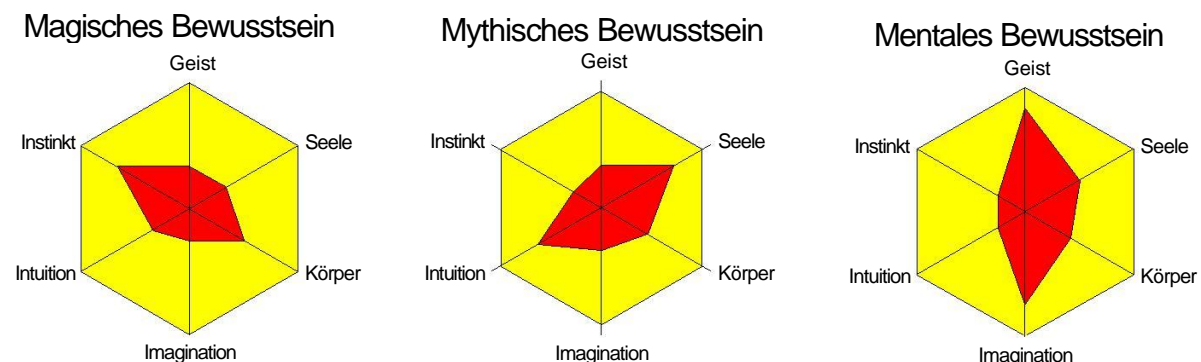 Magisches Bewusstsein
Geist
Instinkt
Seele
Intuition
Körper
Imagination
Mythisches Bewusstsein
Geist
Instinkt
Seele
Intuition
Körper
Imagination
Mentales Bewusstsein
Geist
Instinkt
Seele
Intuition
Körper
Imagination